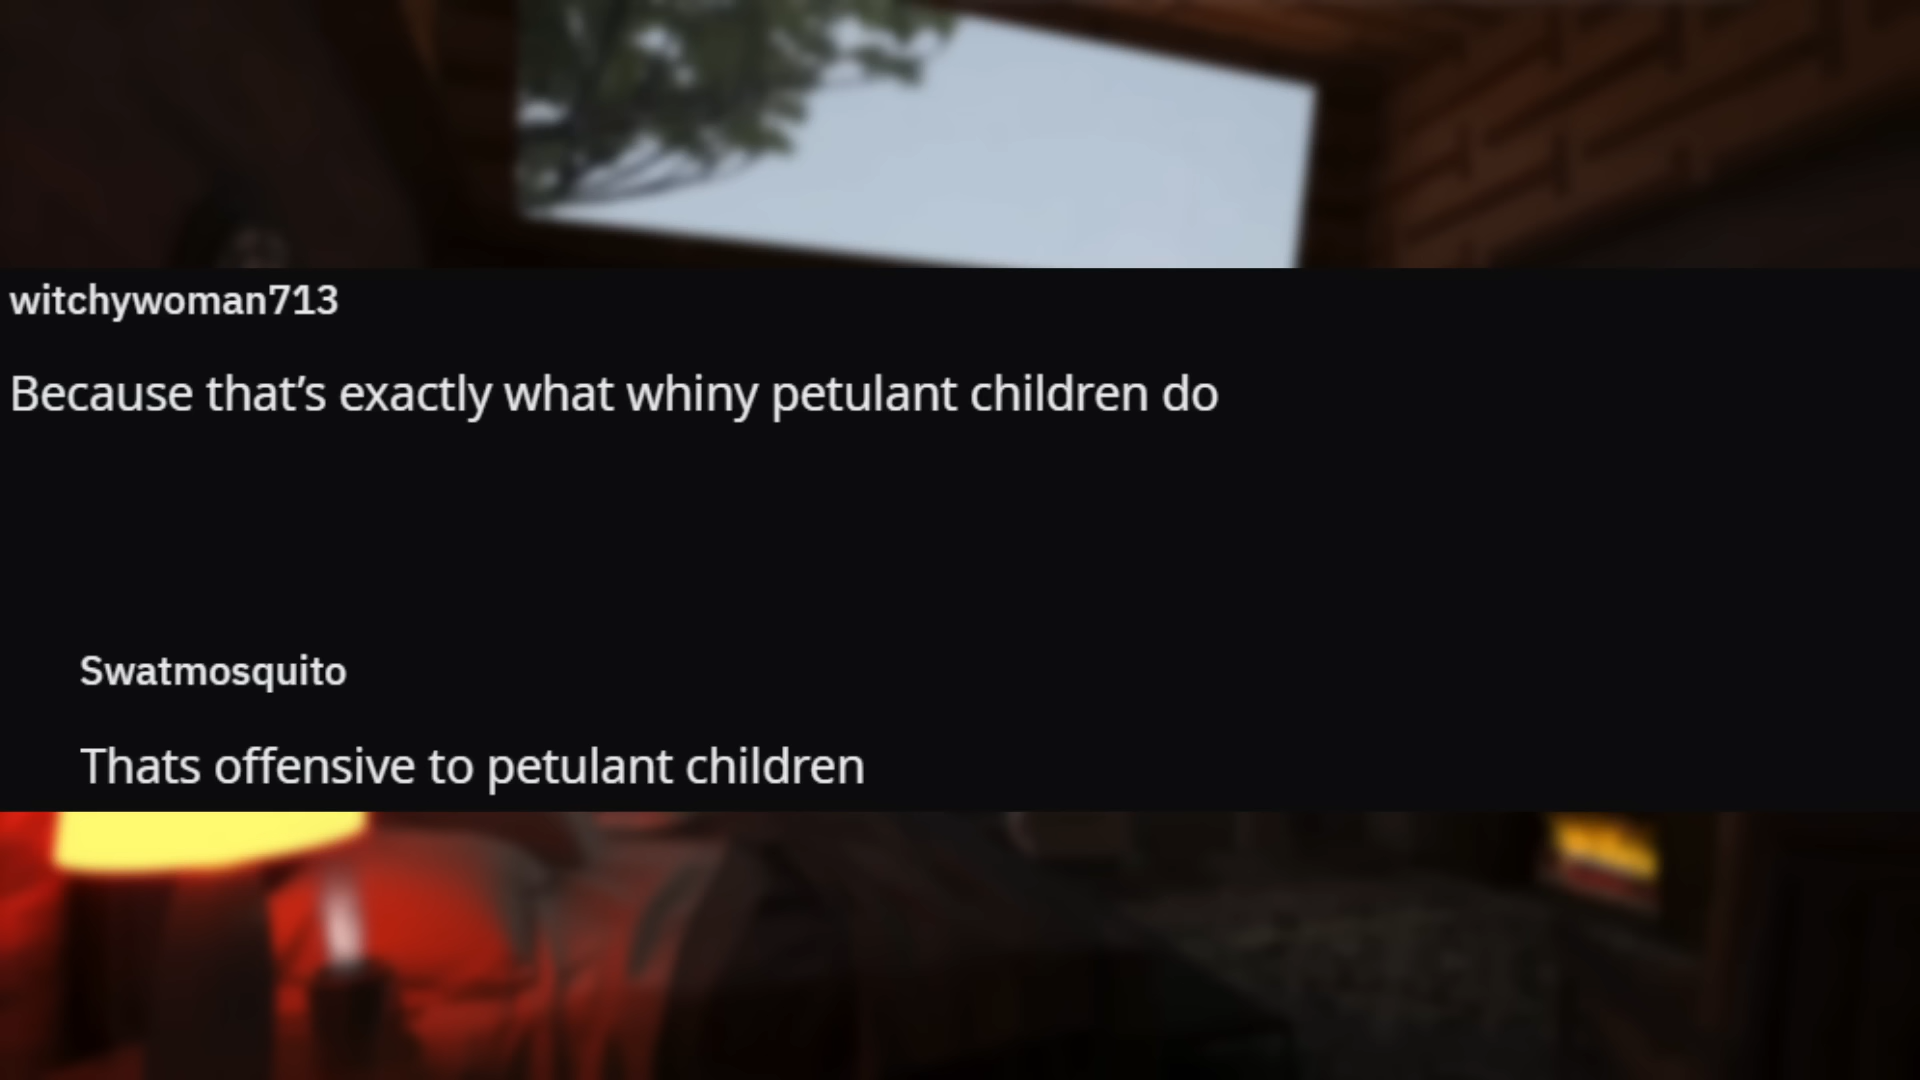 witchywoman713
Because that’s exactly what whiny petulant children do
Swatmosquito
Thats offensive to petulant children